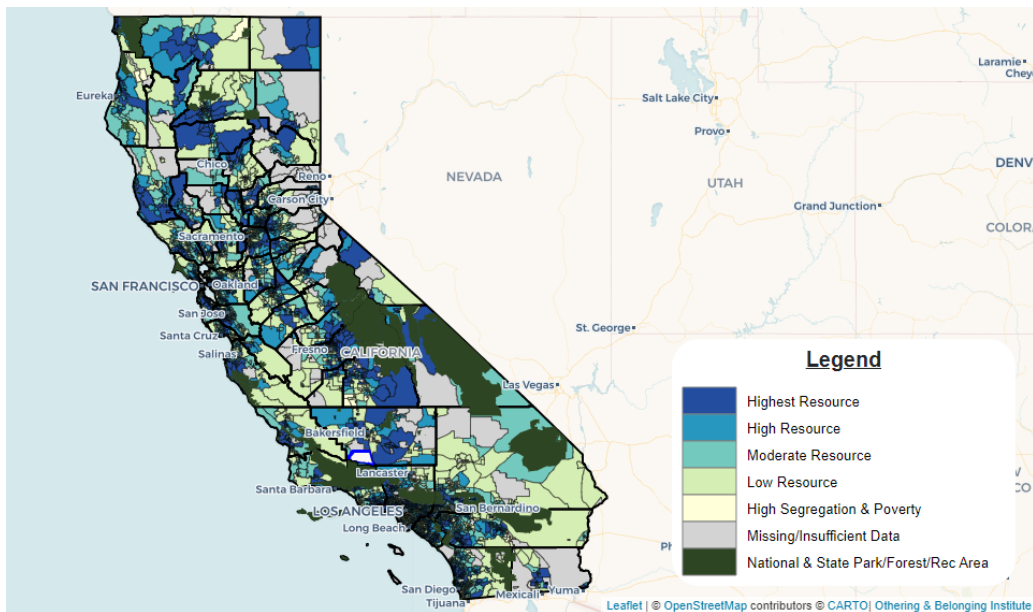 Laramie
Chey
Eureka
Salt Lake City
Provo
Chico
Reno
NEVADA
UTAH
DENV
Carson City
Grand Junction
COLORA
Sacramento
SAN FRANCISCO
Oakland
San Jose
St. George
Santa Cruz
Salinas
Fresno
CALIFORNIA
Las Vegas
Bakersfield
Lancaster
Santa Barbara
LOS ANGELES
San Bernardino
Long Beach
Ph
San Diego
Tijuana
Mexicali
Yuma
W
CO
Legend
Highest Resource
High Resource
Moderate Resource
Low Resource
High Segregation & Poverty
Missing/Insufficient Data
National & State Park/Forest/Rec Area
Leaflet | © OpenStreetMap contributors © CARTO| Othering & Belonging Institute